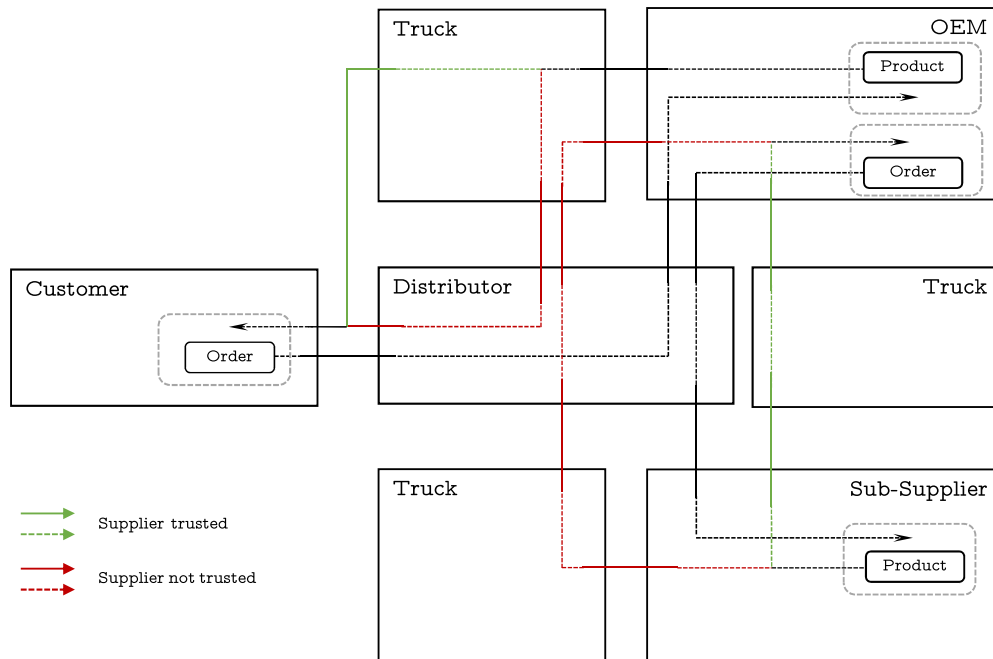 Truck
OEM
Product
Order
Customer
Order
Distributor
Truck
Truck
Sub-Supplier
Product
Supplier trusted
Supplier not trusted